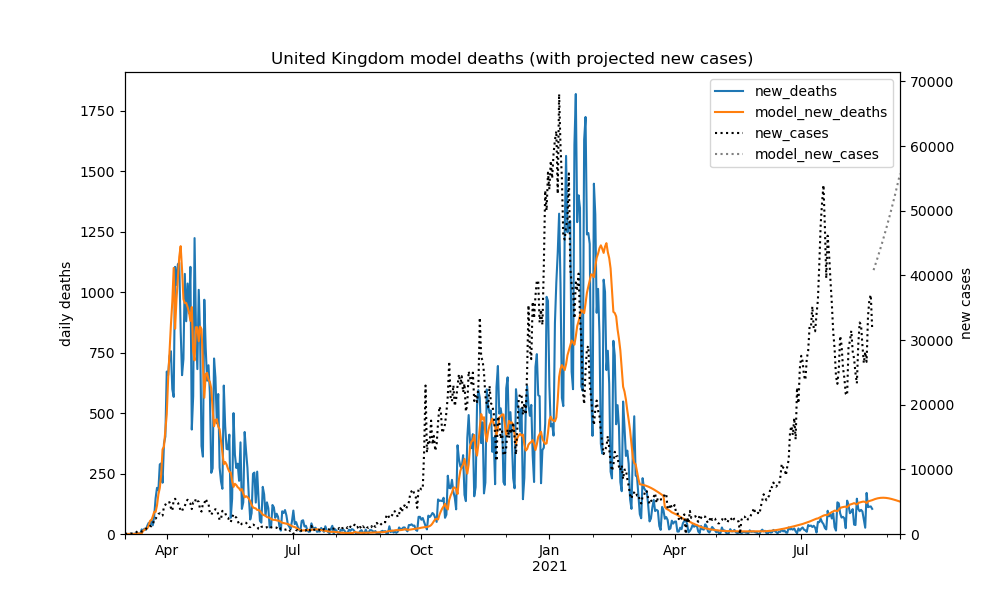 United Kingdom model deaths (with projected new cases)
new_deaths
model_new_deaths
new_cases
model_new_cases
1750
1500
1250
1000
750
500
250
0
daily deaths
70000
60000
50000
40000
30000
20000
10000
0
new cases
Apr Jul Oct Jan Apr Jul
2021